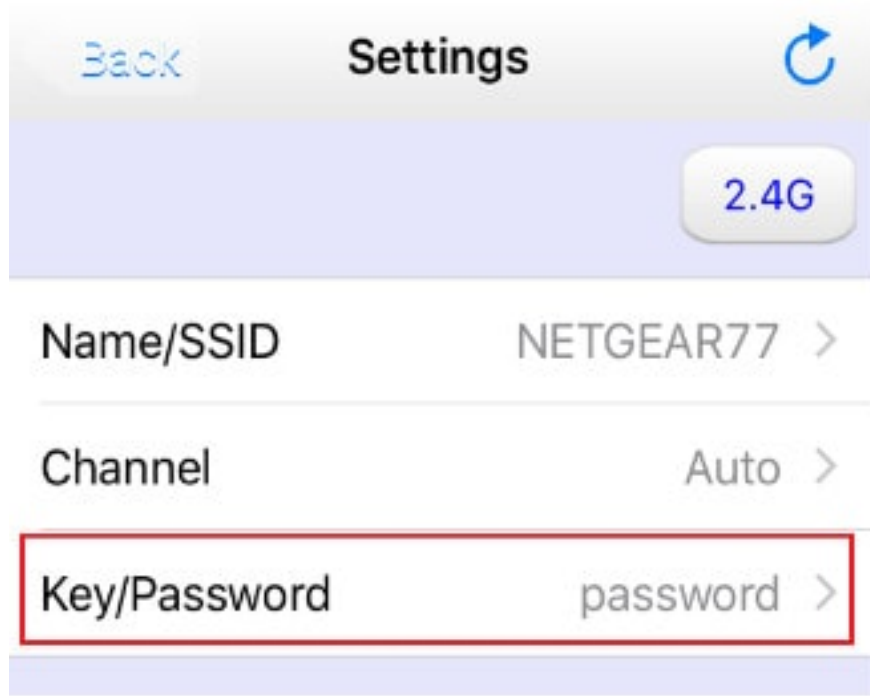 Back Settings
2.4G
Name/SSID NETGEAR77
Channel Auto
Key/Password password